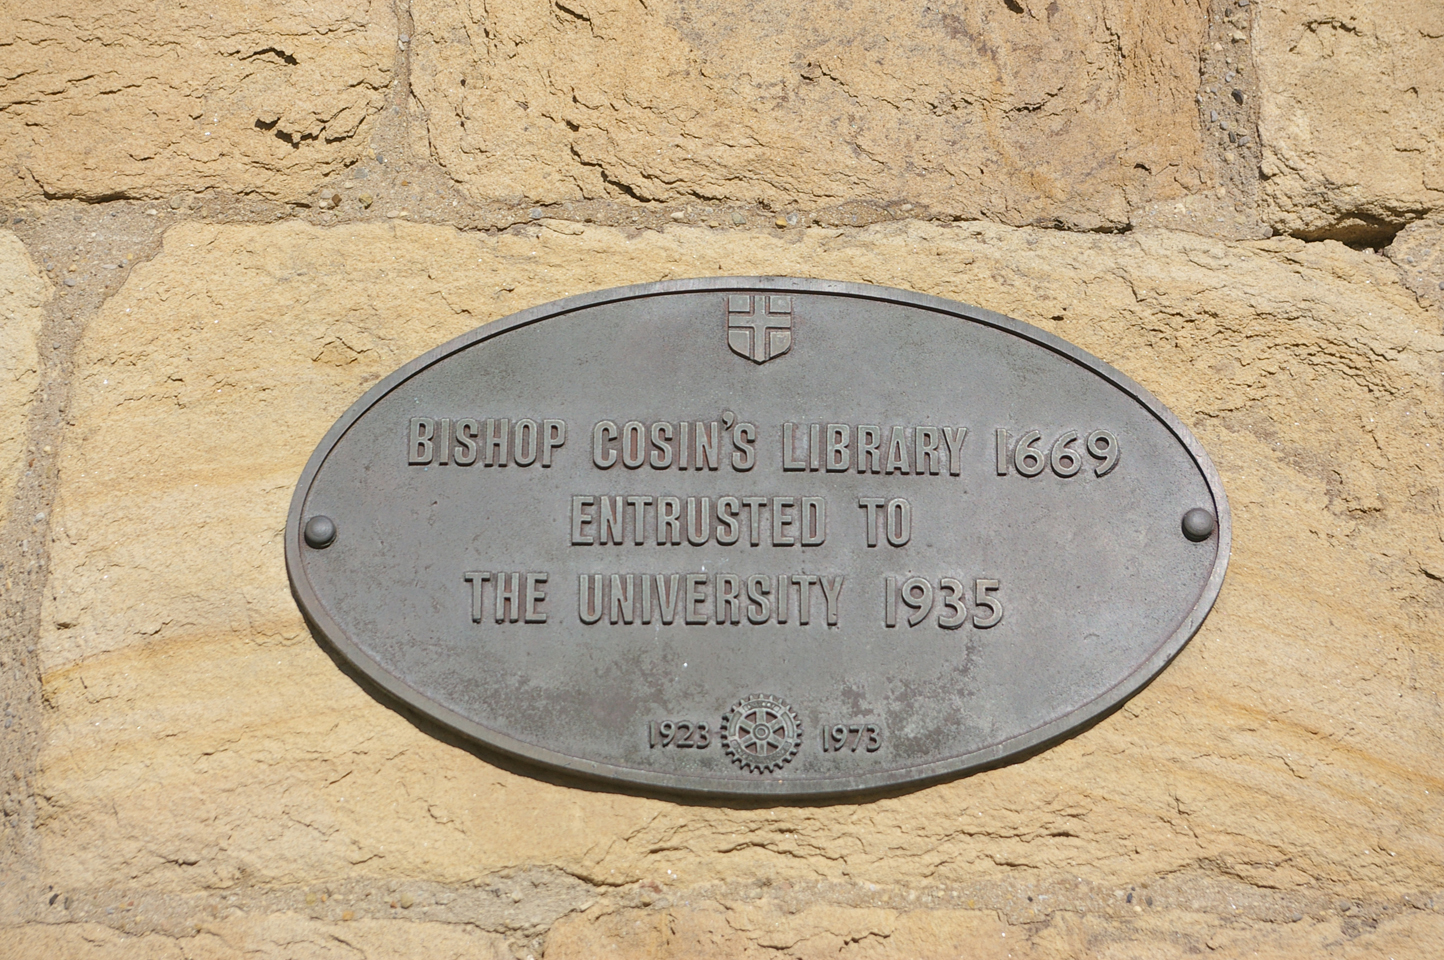 BISHOP COSIN'S LIBRARY 1669
ENTRUSTED TO
THE UNIVERSITY 1935
1923 1973